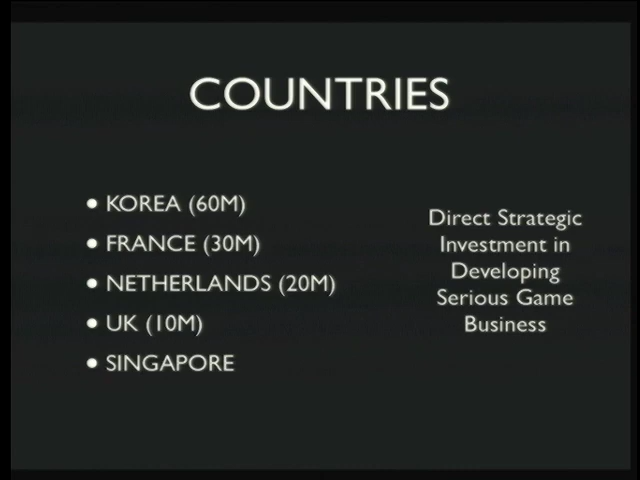 COUNTRIES
• KOREA (60M)
• FRANCE (30M)
• NETHERLANDS (20M)
• UK (10M)
• SINGAPORE
Direct Strategic
Investment in
Developing
Serious Game
Business